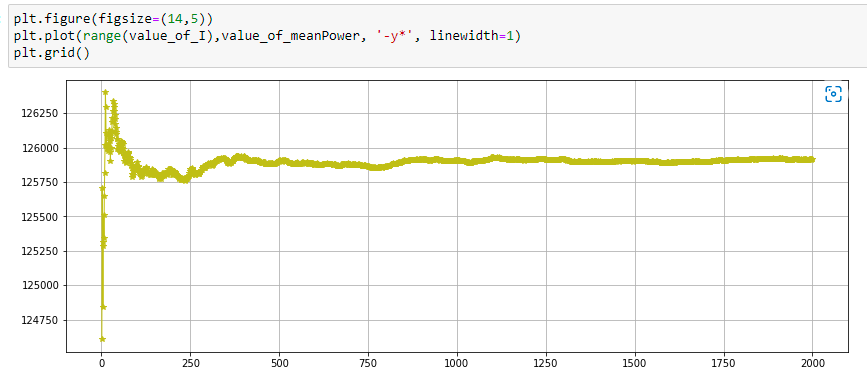 plt.figure(figsize=(14,5))
plt.plot(range(value_of_I),value_of_meanPower, '-y*', linewidth=1)
plt.grid()
126250
126000
125750
125500
125250
125000
124750
0 250 500 750 1000 1250 1500 1750 2000